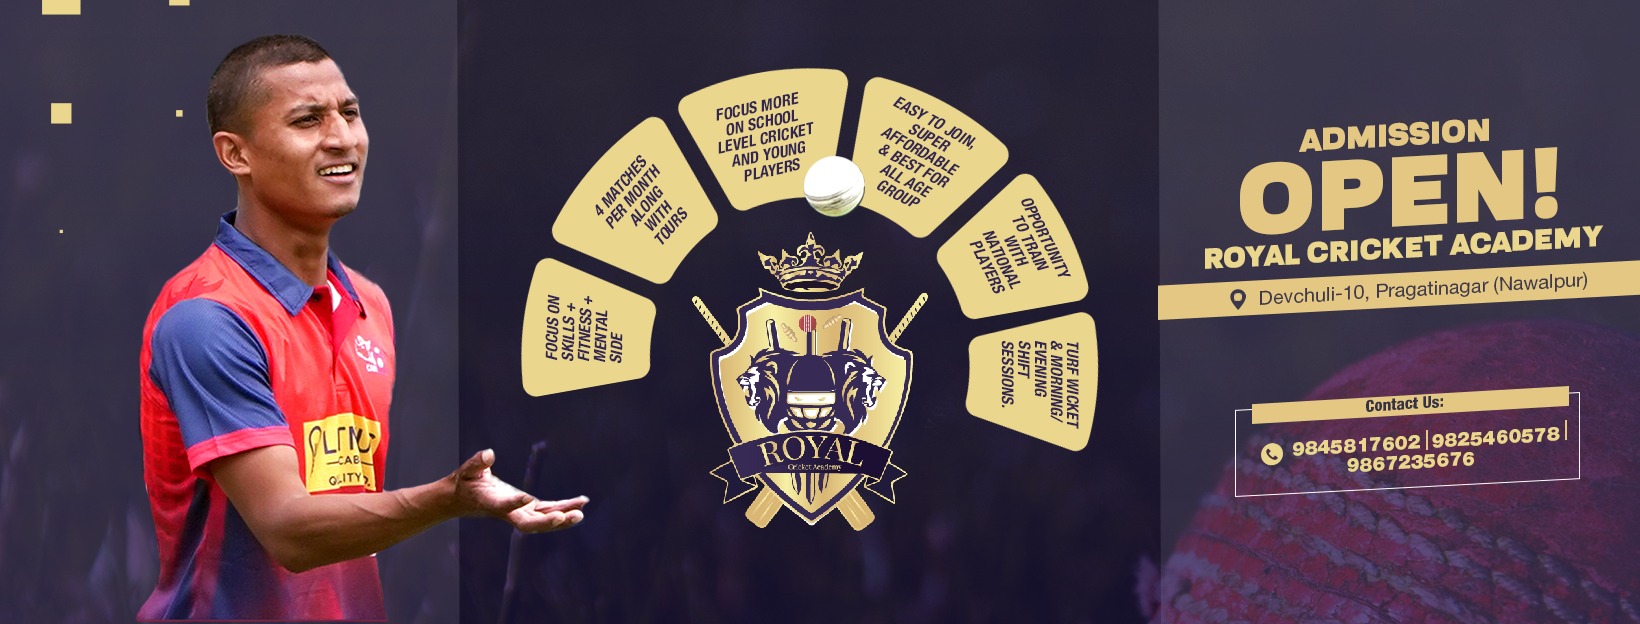 FOCUS ON
SKILLS +
FITNESS +
MENTAL
SIDE
4 MATCHES
PER MONTH
ALONG
WITH
TOURS
FOCUS MORE
ON SCHOOL
LEVEL CRICKET
AND YOUNG
PLAYERS
EASY TO JOIN,
SUPER
AFFORDABLE
& BEST FOR
ALL AGE
GROUP
OPPORTUNITY
TO TRAIN
WITH
NATIONAL
PLAYERS
TURF WICKET
& MORNING/
EVENING
SHIFT
SESSIONS.
ROYAL
Cricket Academy
ADMISSION
OPEN!
ROYAL CRICKET ACADEMY
Devchuli-10, Pragatinagar (Nawalpur)
Contact Us:
9845817602 | 9825460578 |
9867235676